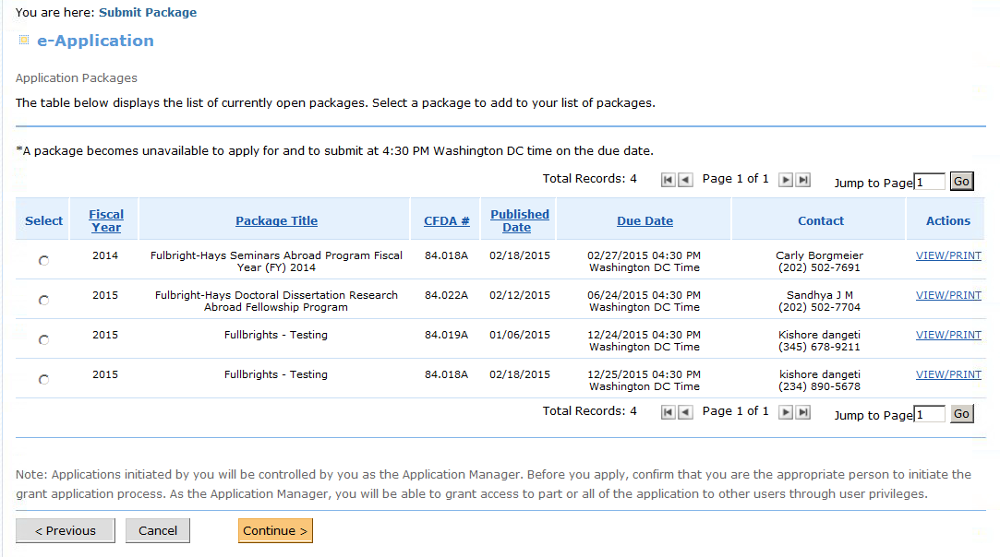 You are here: Submit Package
e-Application
Application Packages
The table below displays the list of currently open packages. Select a package to add to your list of packages.
*A package becomes unavailable to apply for and to submit at 4:30 PM Washington DC time on the due date.
Total Records: 4 Page 1 of 1 Jump to Page 1 Go
Select Fiscal Year Package Title CFDA # Published Date Due Date Contact Actions
2014 Fulbright-Hays Seminars Abroad Program Fiscal 84.018A 02/18/2015 02/27/2015 04:30 PM Carly Borgmeier VIEW/PRINT
Year (FY) 2014 Washington DC Time (202) 502-7691
2015 Fulbright-Hays Doctoral Dissertation Research 84.022A 02/12/2015 06/24/2015 04:30 PM Sandhya J M VIEW/PRINT
Abroad Fellowship Program Washington DC Time (202) 502-7704
2015 Fullbrights - Testing 84.019A 01/06/2015 12/24/2015 04:30 PM Kishore dangeti VIEW/PRINT
Washington DC Time (345) 678-9211
2015 Fullbrights - Testing 84.018A 02/18/2015 12/25/2015 04:30 PM kishore dangeti VIEW/PRINT
Washington DC Time (234) 890-5678
Total Records: 4 Page 1 of 1 Jump to Page 1 Go
Note: Applications initiated by you will be controlled by you as the Application Manager. Before you apply, confirm that you are the appropriate person to initiate the
grant application process. As the Application Manager, you will be able to grant access to part or all of the application to other users through user privileges.
< Previous Cancel Continue >